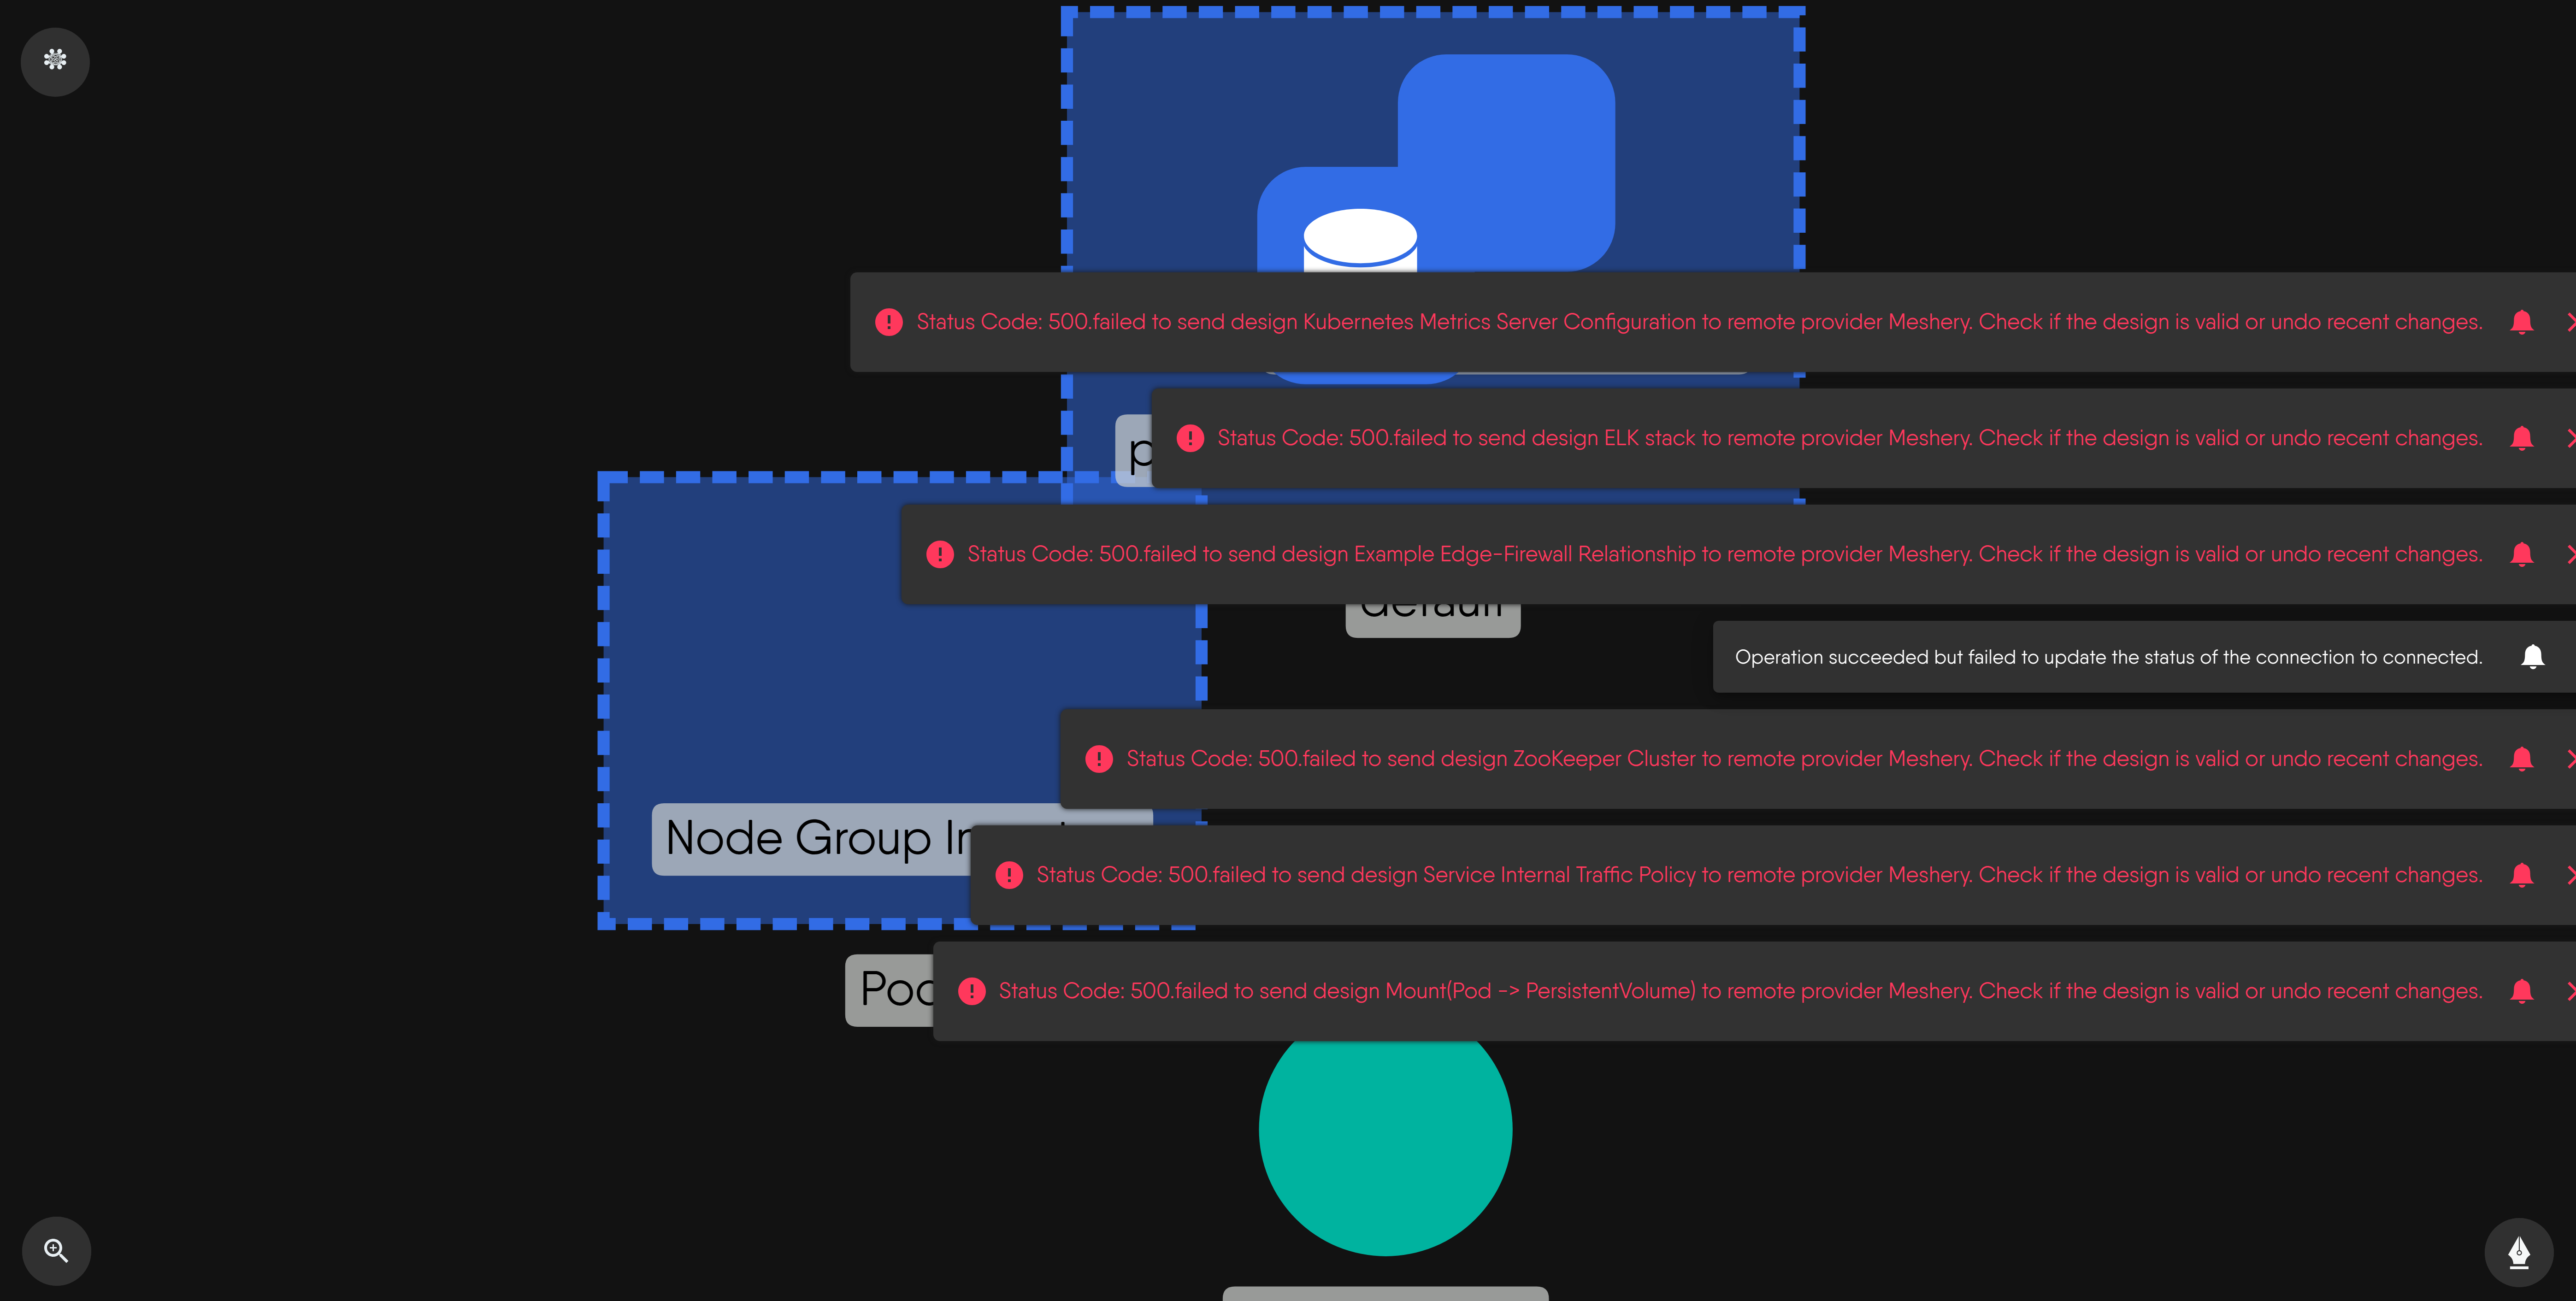 Status Code: 500.failed to send design Kubernetes Metrics Server Configuration to remote provider Meshery. Check if the design is valid or undo recent changes.
Status Code: 500.failed to send design ELK stack to remote provider Meshery. Check if the design is valid or undo recent changes.
Status Code: 500.failed to send design Example Edge-Firewall Relationship to remote provider Meshery. Check if the design is valid or undo recent changes.
default
Operation succeeded but failed to update the status of the connection to connected.
Status Code: 500.failed to send design ZooKeeper Cluster to remote provider Meshery. Check if the design is valid or undo recent changes.
Node Group
Status Code: 500.failed to send design Service Internal Traffic Policy to remote provider Meshery. Check if the design is valid or undo recent changes.
Status Code: 500.failed to send design Mount(Pod -> PersistentVolume) to remote provider Meshery. Check if the design is valid or undo recent changes.